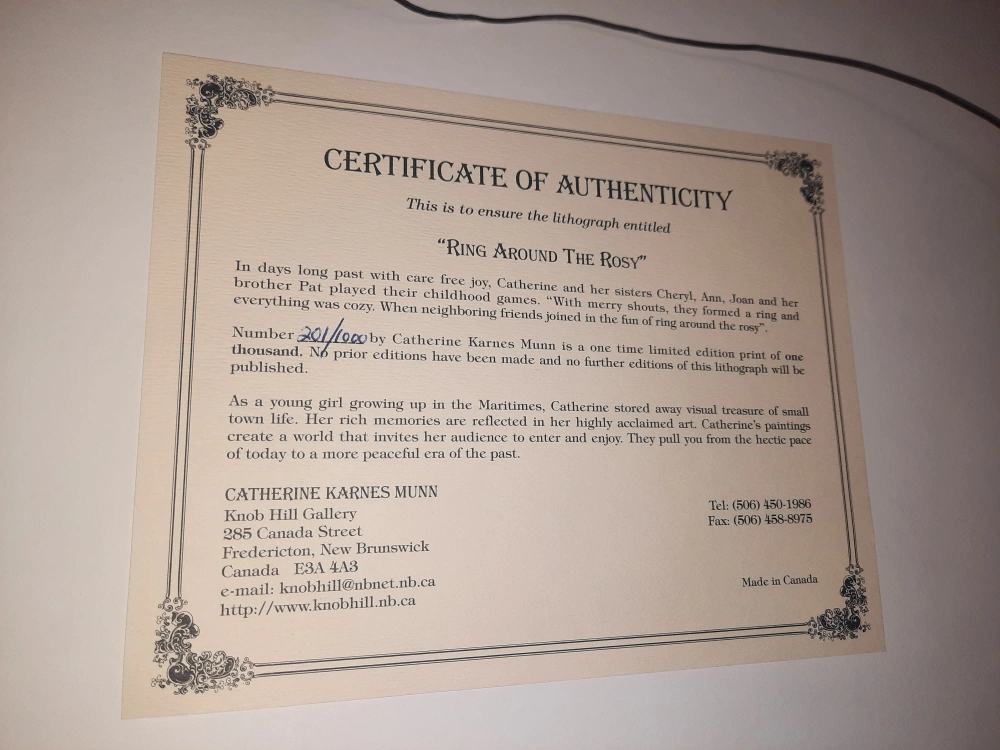 CERTIFICATE OF AUTHENTICITY
This is to ensure the lithograph entitled
"RING AROUND THE ROSY"
In days long past with care free joy, Catherine and her sisters Cheryl, Ann, Joan and her
brother Pat played their childhood games. "With merry shouts, they formed a ring and
everything was cozy. When neighboring friends joined in the fun of ring around the rosy".
Number 201/1000 by Catherine Karnes Munn is a one time limited edition print of one
thousand. No prior editions have been made and no further editions of this lithograph will be
published.
As a young girl growing up in the Maritimes, Catherine stored away visual treasure of small
town life. Her rich memories are reflected in her highly acclaimed art. Catherine's paintings
create a world that invites her audience to enter and enjoy. They pull you from the hectic pace
of today to a more peaceful era of the past.
CATHERINE KARNES MUNN
Knob Hill Gallery
285 Canada Street
Fredericton, New Brunswick
Canada E3A 4A3
e-mail: knobhill@nbnet.nb.ca
http://www.knobhill.nb.ca
Tel: (506) 450-1986
Fax: (506) 458-8975
Made in Canada